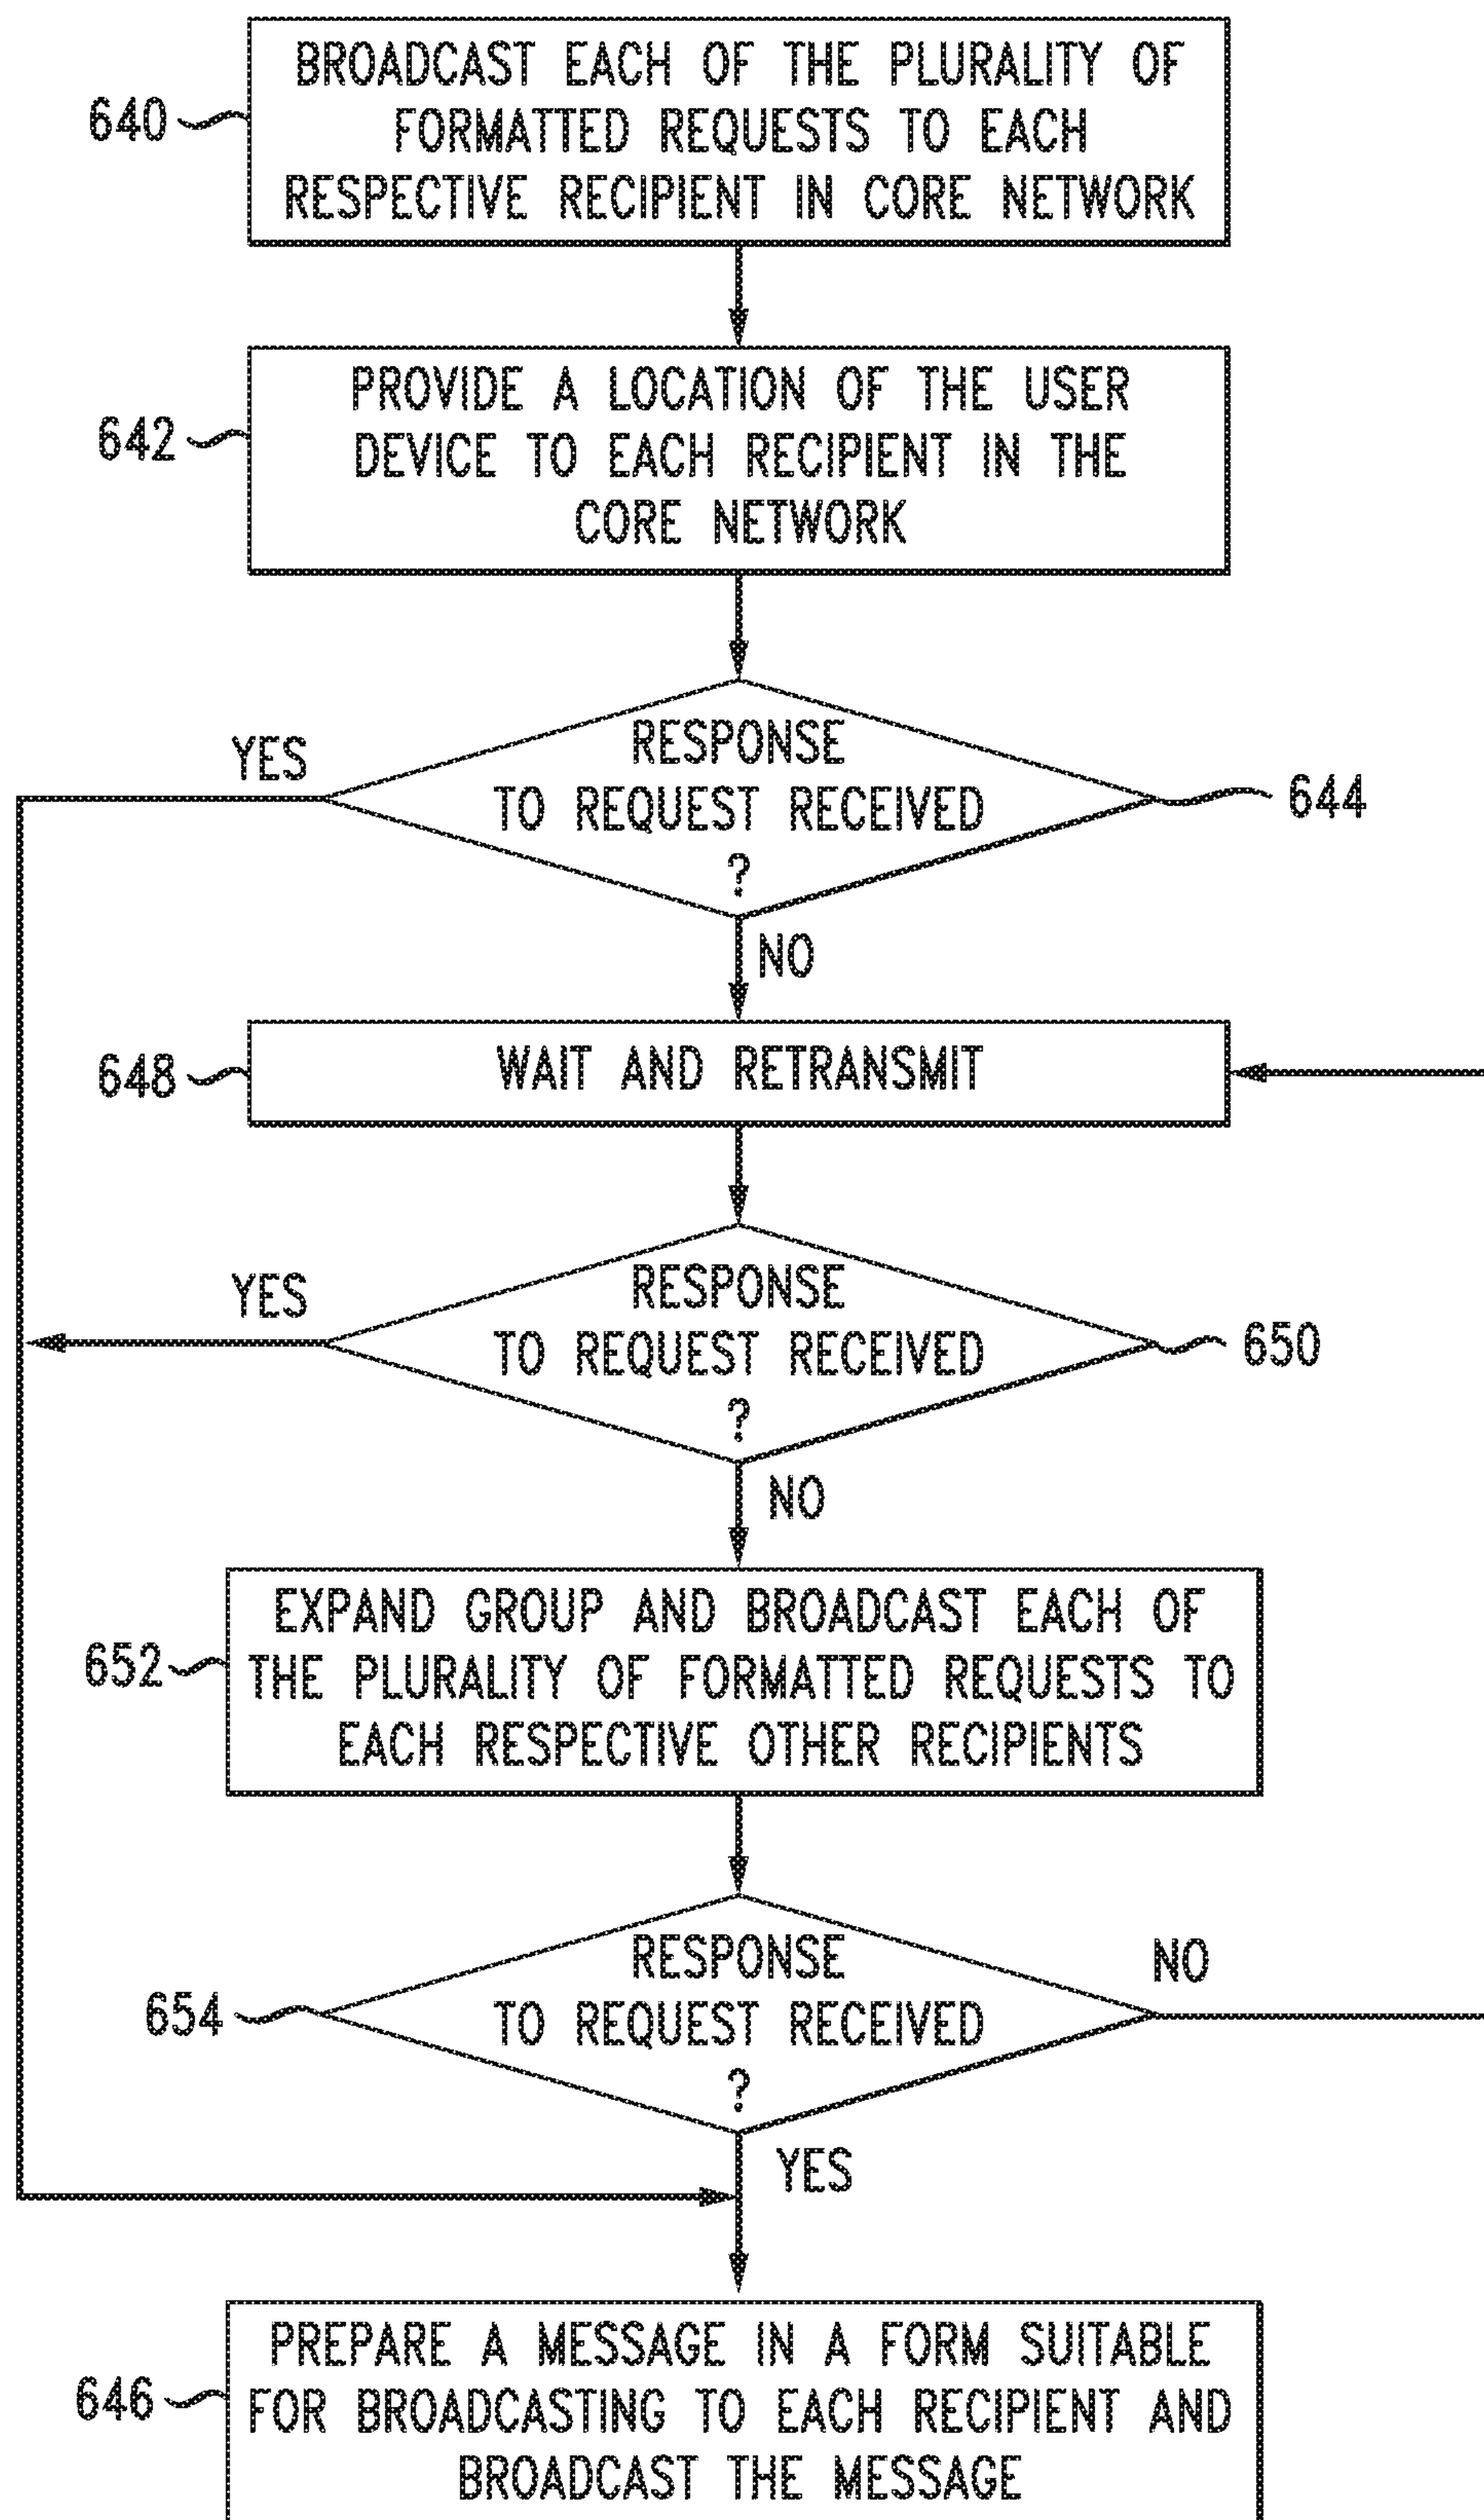 BROADCAST EACH OF THE PLURALITY OF
FORMATTED REQUESTS TO EACH
RESPECTIVE RECIPIENT IN CORE NETWORK
640
PROVIDE A LOCATION OF THE USER
DEVICE TO EACH RECIPIENT IN THE
CORE NETWORK
642
YES
RESPONSE
TO REQUEST RECEIVED
?
644
NO
648
WAIT AND RETRANSMIT
YES
RESPONSE
TO REQUEST RECEIVED
?
650
NO
EXPAND GROUP AND BROADCAST EACH OF
THE PLURALITY OF FORMATTED REQUESTS TO
EACH RESPECTIVE OTHER RECIPIENTS
652
RESPONSE
TO REQUEST RECEIVED
?
NO
654
YES
PREPARE A MESSAGE IN A FORM SUITABLE
FOR BROADCASTING TO EACH RECIPIENT AND
BROADCAST THE MESSAGE
646